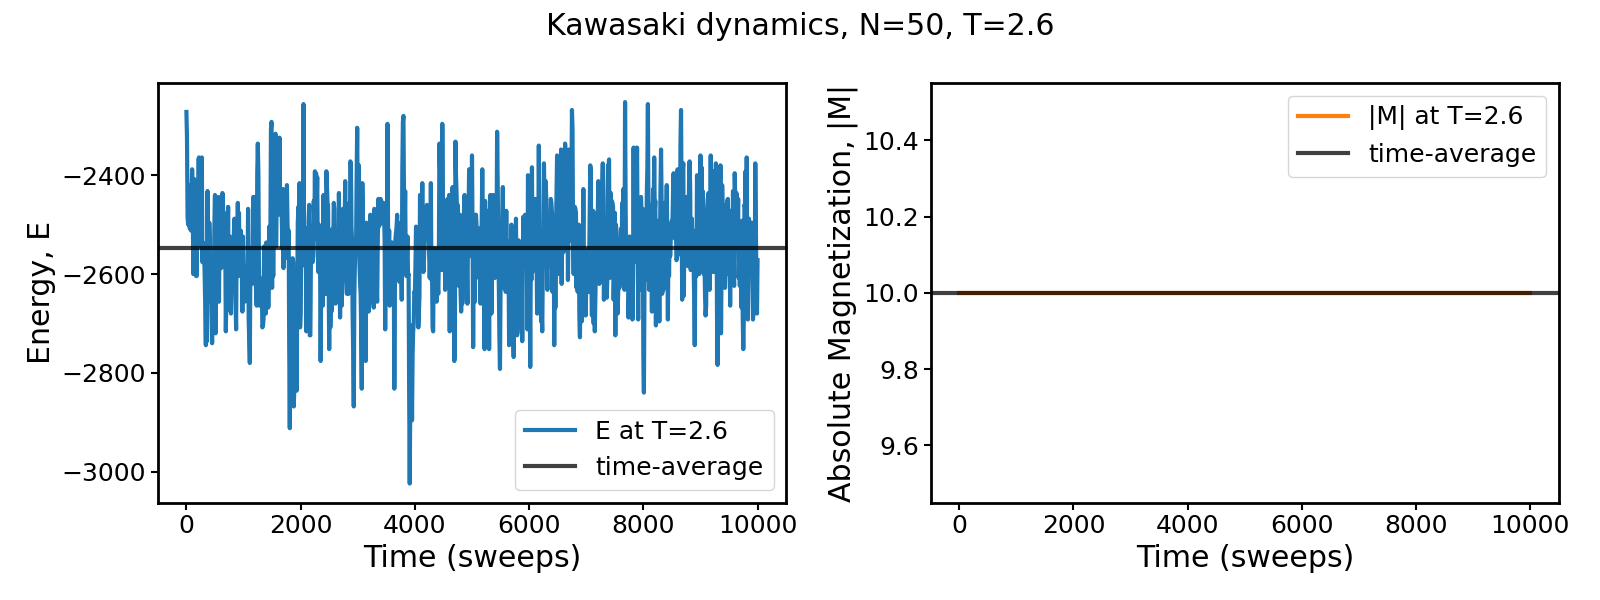 Kawasaki dynamics, N=50, T=2.6
Energy, E
−2400
−2600
−2800
−3000
E at T=2.6
time-average
0 2000 4000 6000 8000 10000
Time (sweeps)
Absolute Magnetization, |M|
10.4
10.2
10.0
9.8
9.6
|M| at T=2.6
time-average
0 2000 4000 6000 8000 10000
Time (sweeps)